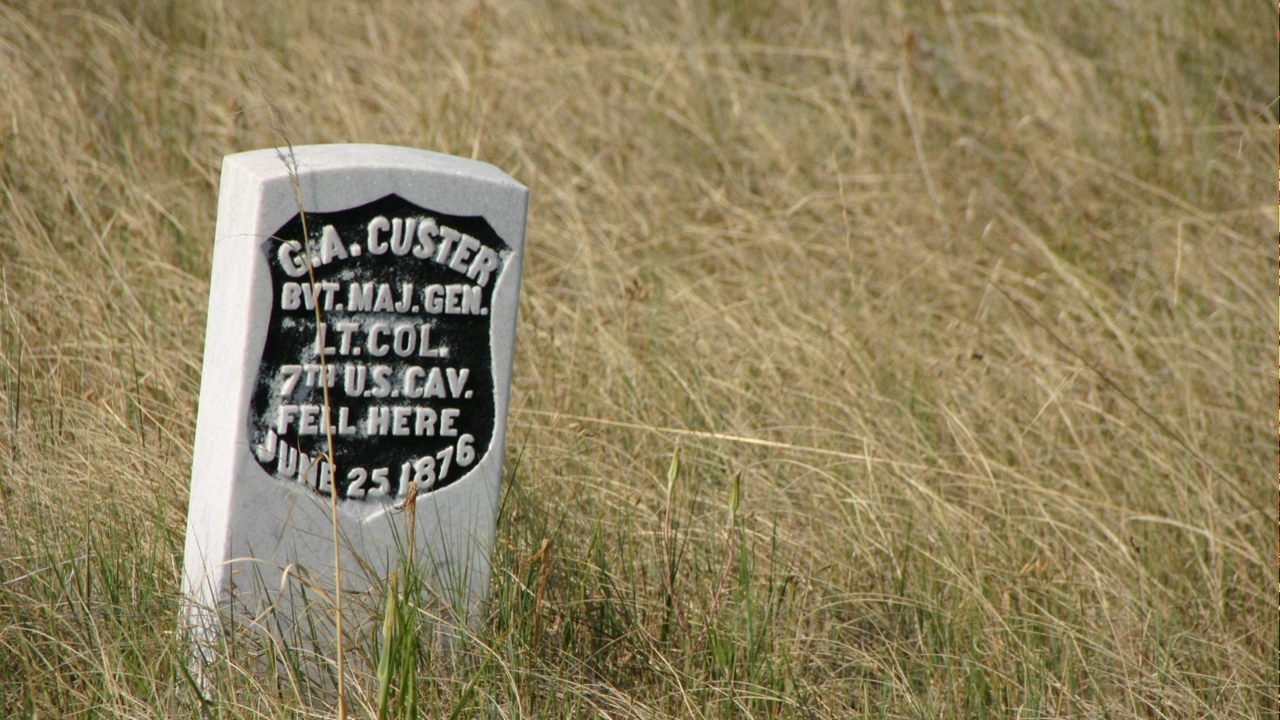 G.A. CUSTER
BVT. MAJ. GEN.
LT. COL.
7TH U.S. CAV.
FELL HERE
JUNE 25 1876